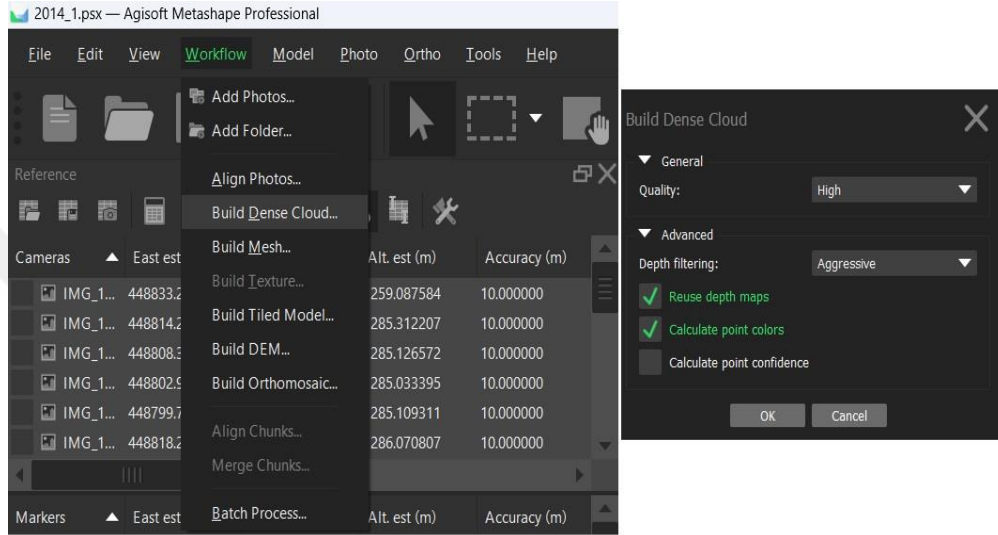 2014_1.psx — Agisoft Metashape Professional
File Edit View Workflow Model Photo Ortho Tools Help
Add Photos...
Add Folder...
Reference
Align Photos...
Build Dense Cloud...
Build Mesh...
Build Texture...
Build Tiled Model...
Build DEM...
Build Orthomosaic...
Align Chunks...
Merge Chunks...
Batch Process...
Cameras East est Alt. est (m) Accuracy (m)
IMG_1... 448833.2 259.087584 10.000000
IMG_1... 448814.2 285.312207 10.000000
IMG_1... 448808.3 285.126572 10.000000
IMG_1... 448802.9 285.033395 10.000000
IMG_1... 448799.7 285.109311 10.000000
IMG_1... 448818.2 286.070807 10.000000
Markers East est Alt. est (m) Accuracy (m)
Build Dense Cloud
General
Quality: High
Advanced
Depth filtering: Aggressive
Reuse depth maps
Calculate point colors
Calculate point confidence
OK Cancel